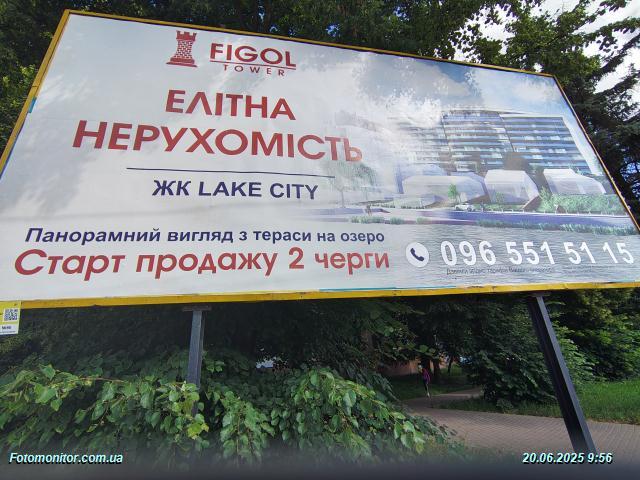 FIGOL
TOWER
ЕЛІТНА
НЕРУХОМІСТЬ
ЖК LAKE CITY
Панорамний вигляд з тераси на озеро
Старт продажу 2 черги
096 551 51 15
Fotomonitor.com.ua
20.06.2025 9:56